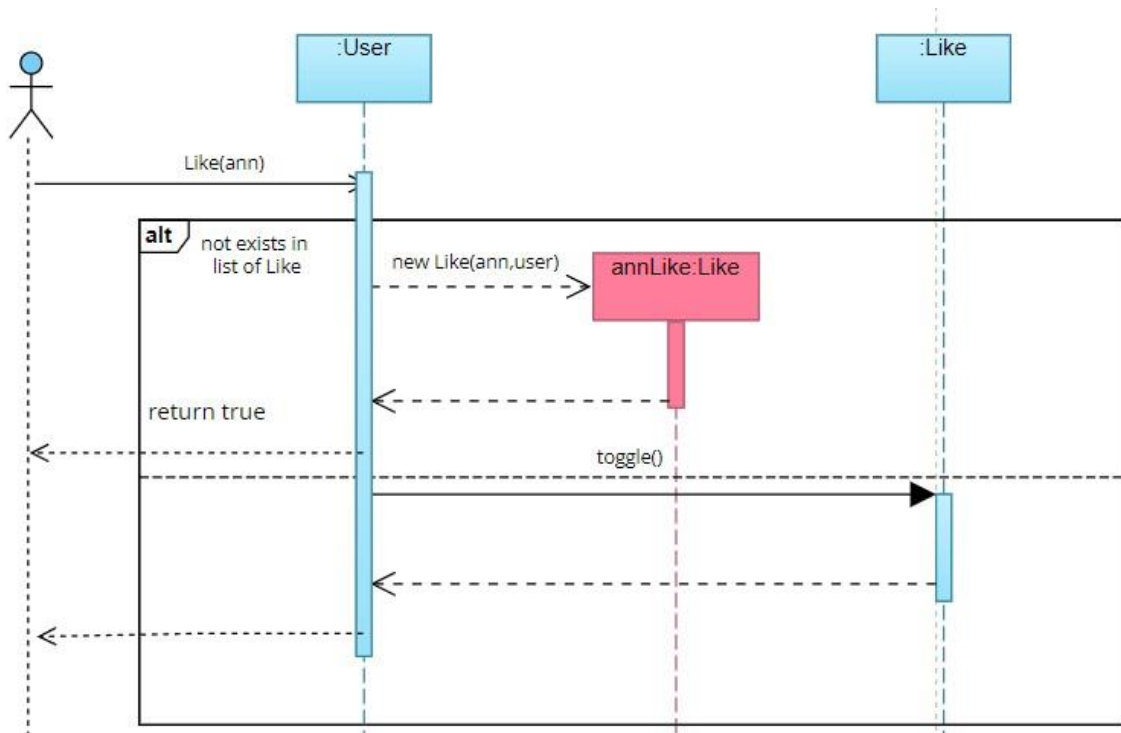 :User
:Like
Like(ann)
alt
not exists in
list of Like
new Like(ann,user)
annLike:Like
return true
toggle()